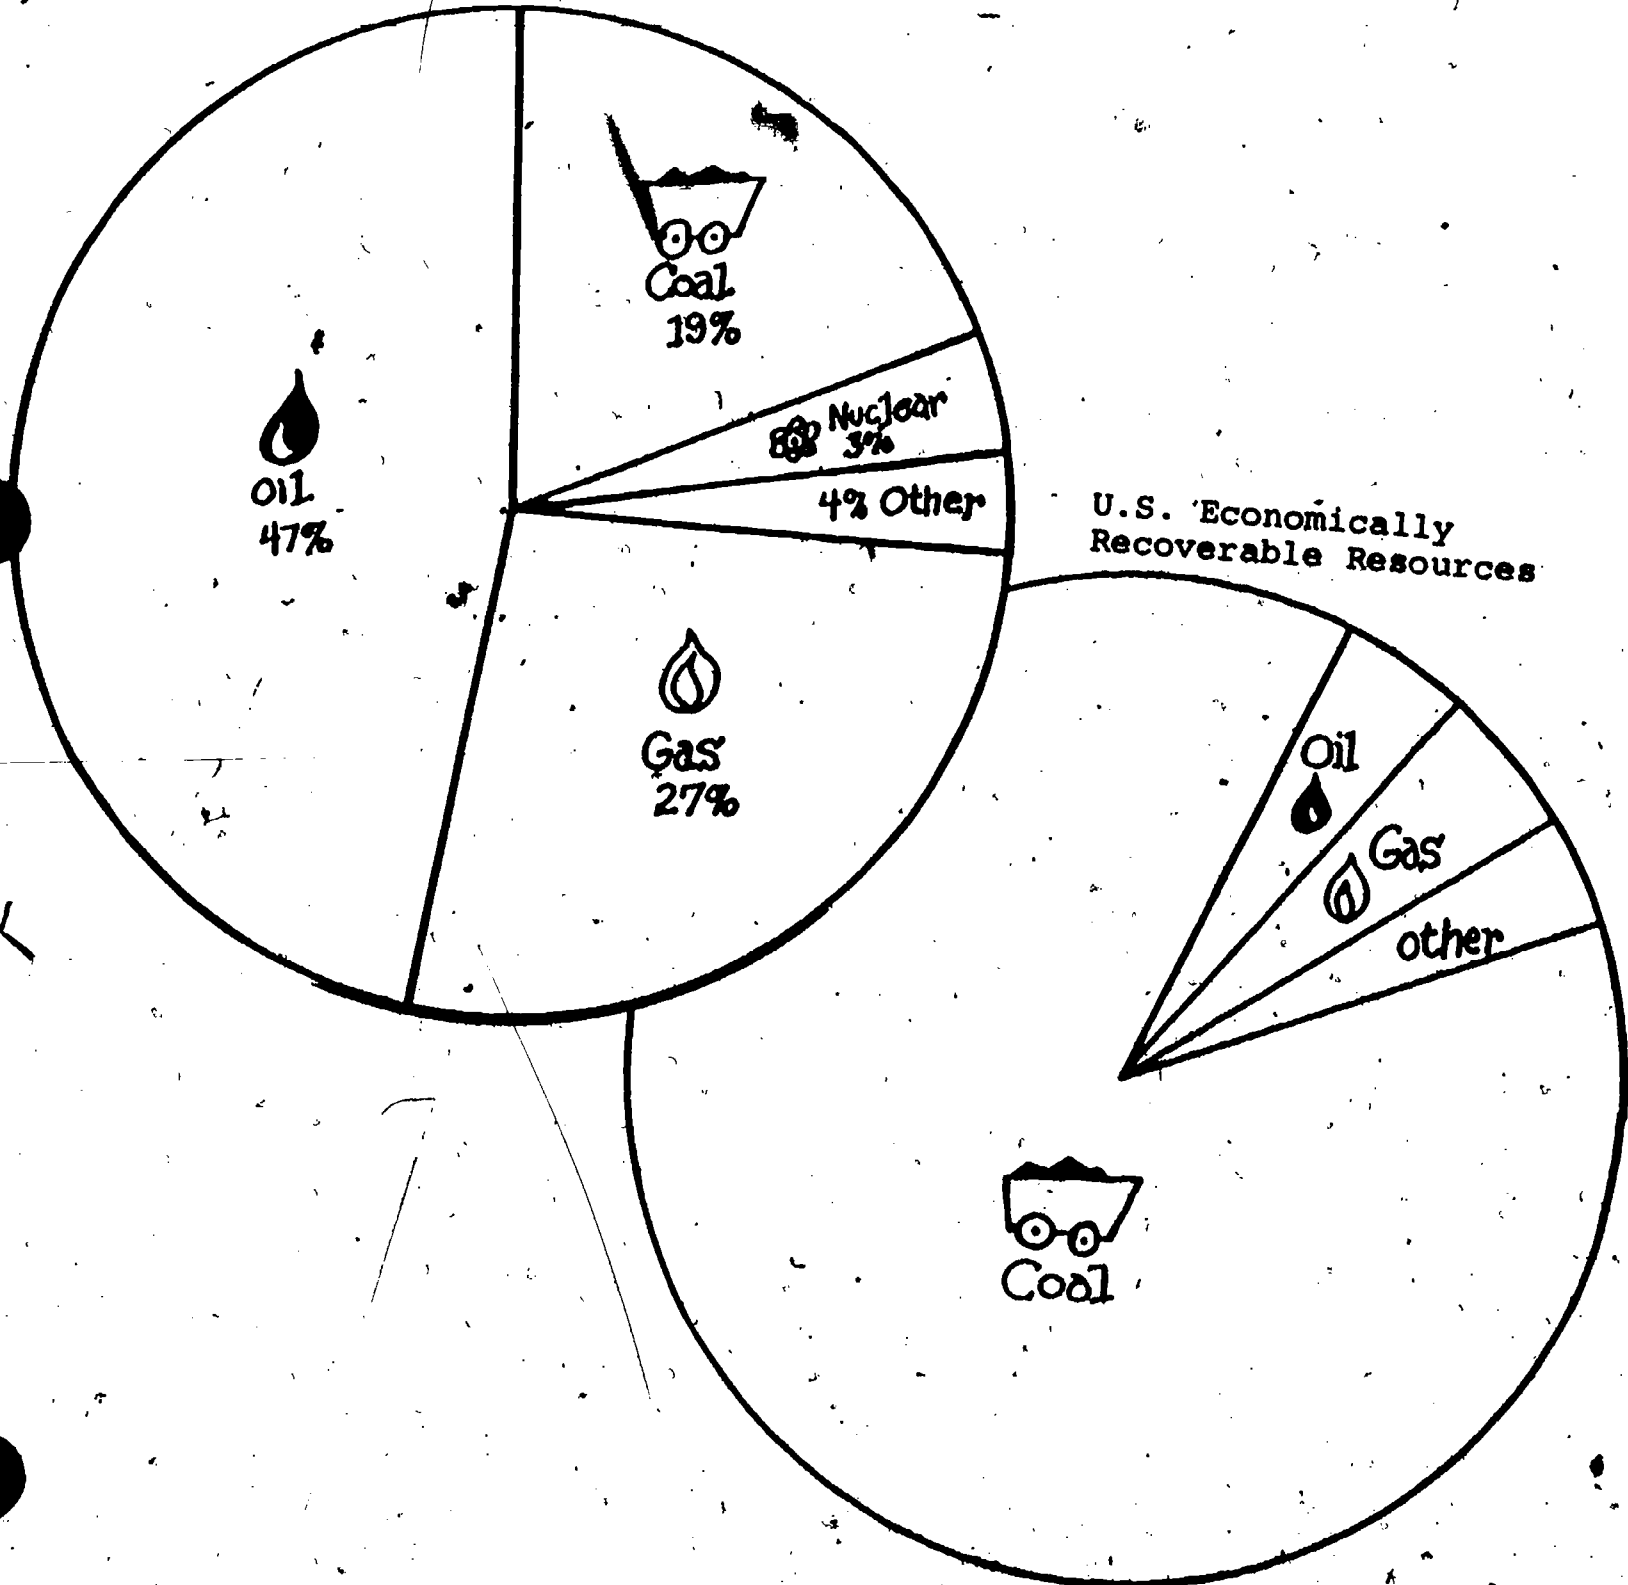 Coal
19%
Nuclear
3%
4% Other
Oil
47%
Gas
27%
U.S. Economically
Recoverable Resources
Oil
Gas
other
Coal